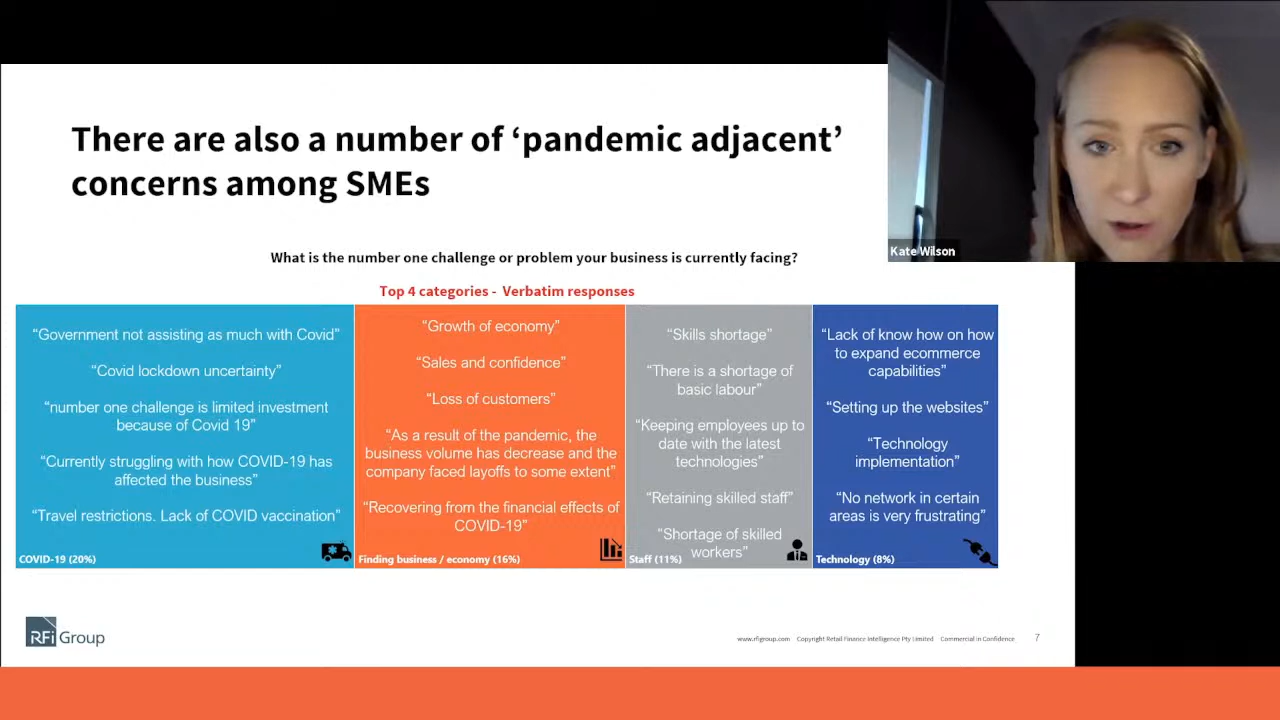 There are also a number of ‘pandemic adjacent’
concerns among SMEs
Kate Wilson
What is the number one challenge or problem your business is currently facing?
Top 4 categories - Verbatim responses
“Government not assisting as much with Covid”
“Covid lockdown uncertainty”
“number one challenge is limited investment
because of Covid 19”
“Currently struggling with how COVID-19 has
affected the business”
“Travel restrictions. Lack of COVID vaccination”
COVID-19 (20%)
“Growth of economy”
“Sales and confidence”
“Loss of customers”
“As a result of the pandemic, the
business volume has decrease and the
company faced layoffs to some extent”
“Recovering from the financial effects of
COVID-19”
Finding business / economy (16%)
“Skills shortage”
“There is a shortage of
basic labour”
“Keeping employees up to
date with the latest
technologies”
“Retaining skilled staff”
“Shortage of skilled
workers”
Staff (11%)
“Lack of know how on how
to expand ecommerce
capabilities”
“Setting up the websites”
“Technology
implementation”
“No network in certain
areas is very frustrating”
Technology (8%)
RFi Group
www.rfigroup.com Copyright Retail Finance Intelligence Pty Limited Commercial in Confidence 7